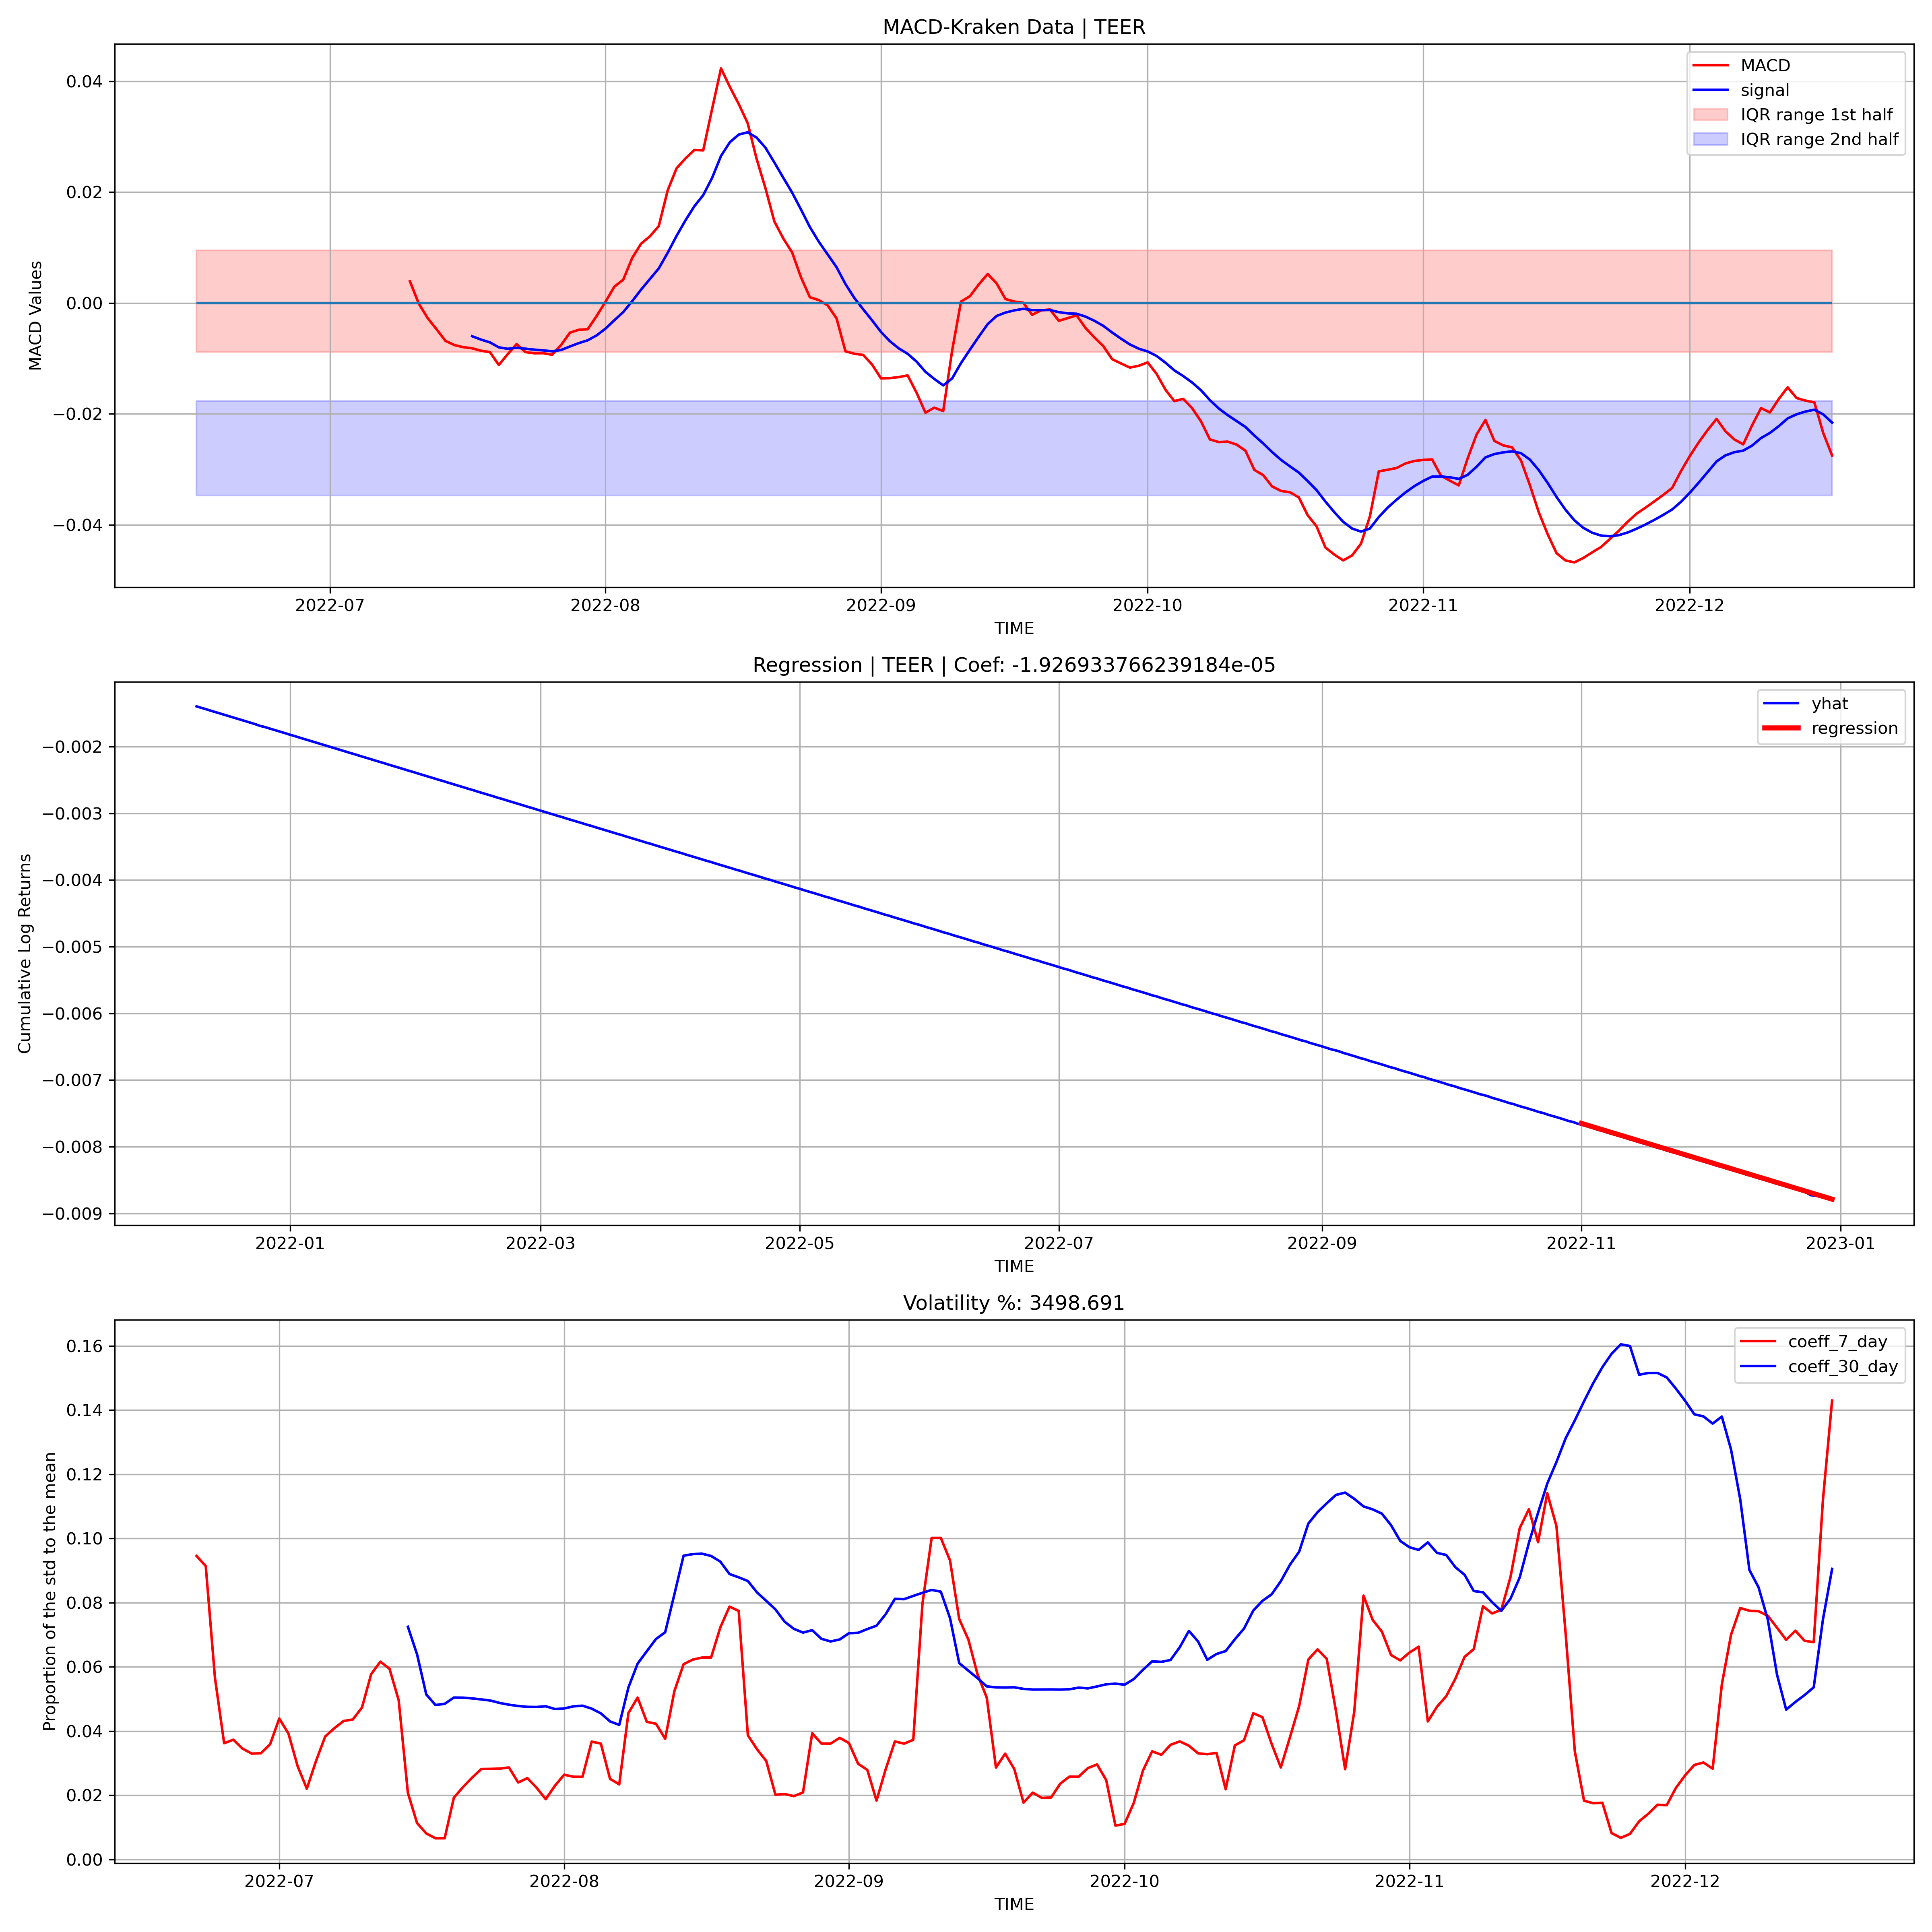 MACD-Kraken Data | TEER
MACD Values
0.04
0.02
0.00
−0.02
−0.04
MACD
signal
IQR range 1st half
IQR range 2nd half
2022-07 2022-08 2022-09 2022-10 2022-11 2022-12
TIME
Regression | TEER | Coef: -1.926933766239184e-05
Cumulative Log Returns
−0.002
−0.003
−0.004
−0.005
−0.006
−0.007
−0.008
−0.009
yhat
regression
2022-01 2022-03 2022-05 2022-07 2022-09 2022-11 2023-01
TIME
Volatility %: 3498.691
Proportion of the std to the mean
0.16
0.14
0.12
0.10
0.08
0.06
0.04
0.02
0.00
coeff_7_day
coeff_30_day
2022-07 2022-08 2022-09 2022-10 2022-11 2022-12
TIME